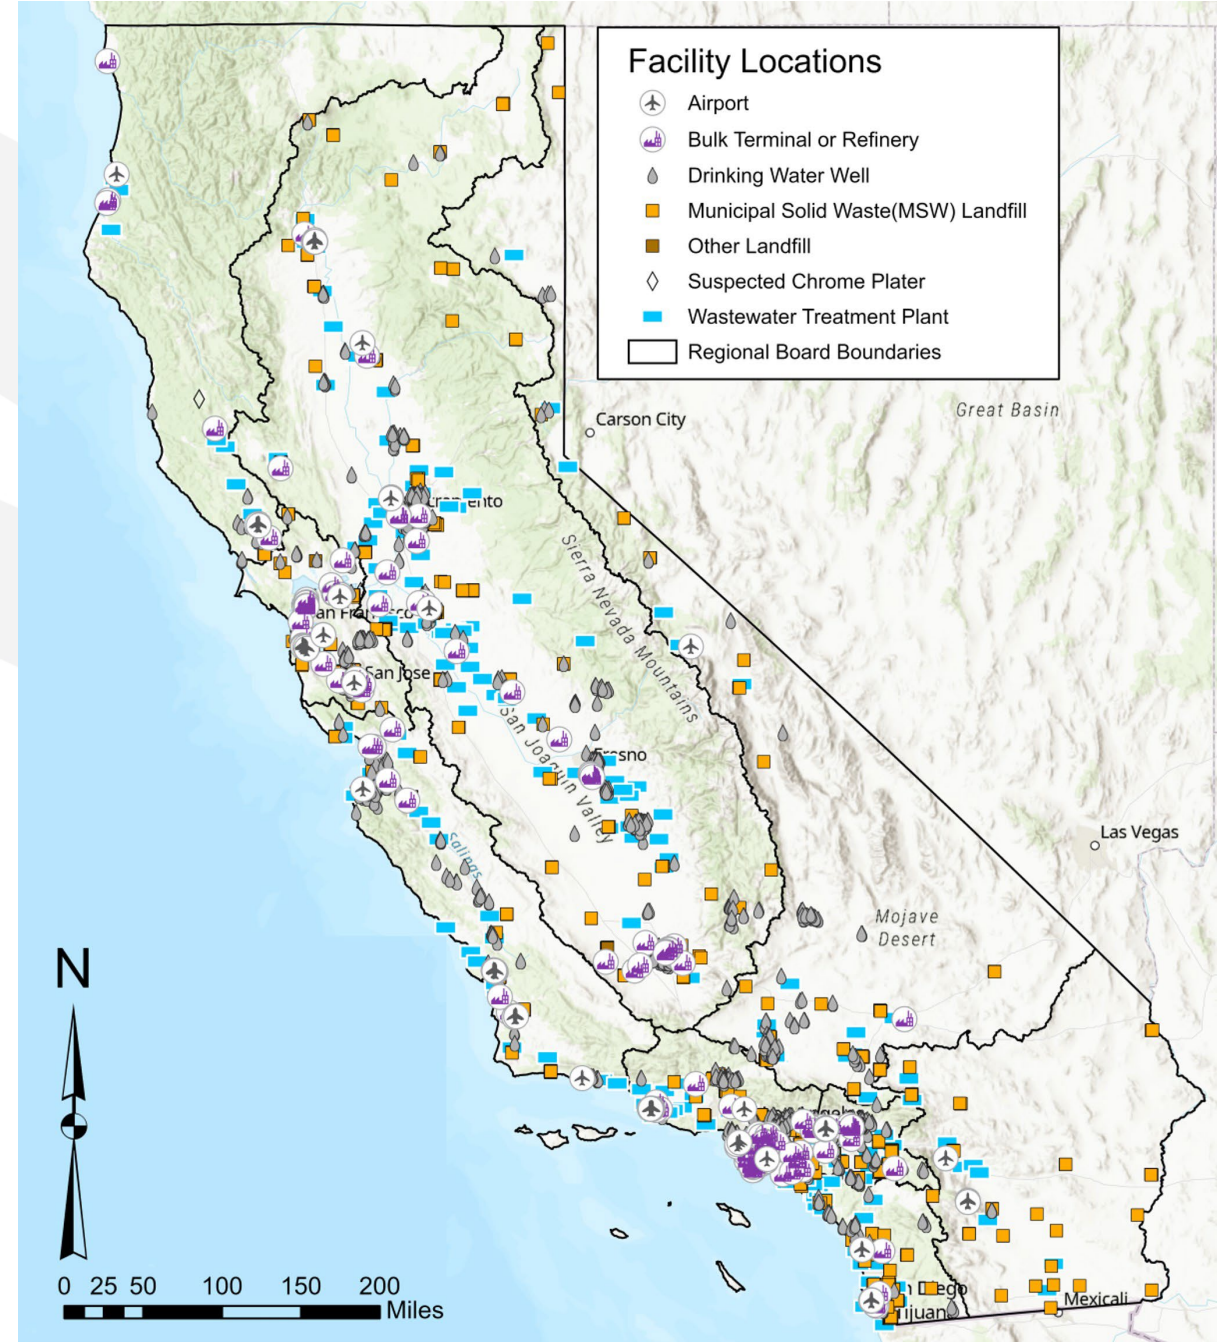 Facility Locations
Airport
Bulk Terminal or Refinery
Drinking Water Well
Municipal Solid Waste(MSW) Landfill
Other Landfill
Suspected Chrome Plater
Wastewater Treatment Plant
Regional Board Boundaries
Great Basin
Carson City
Sierra Nevada Mountains
San Jose
San Joaquin Valley
Fresno
Las Vegas
Salinas
Mojave
Desert
N
Mexicali
0 25 50 100 150 200
Miles